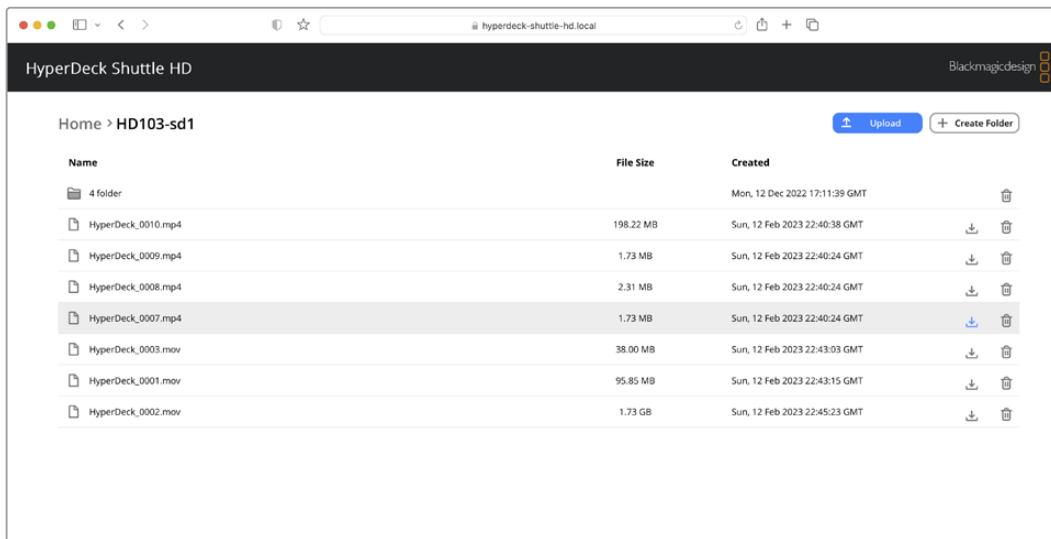 hyperdeck-shuttle-hd.local
HyperDeck Shuttle HD
Blackmagicdesign
Home > HD103-sd1
Upload
+ Create Folder
Name File Size Created
4 folder Mon, 12 Dec 2022 17:11:39 GMT
HyperDeck_0010.mp4 198.22 MB Sun, 12 Feb 2023 22:40:38 GMT
HyperDeck_0009.mp4 1.73 MB Sun, 12 Feb 2023 22:40:24 GMT
HyperDeck_0008.mp4 2.31 MB Sun, 12 Feb 2023 22:40:24 GMT
HyperDeck_0007.mp4 1.73 MB Sun, 12 Feb 2023 22:40:24 GMT
HyperDeck_0003.mov 38.00 MB Sun, 12 Feb 2023 22:43:03 GMT
HyperDeck_0001.mov 95.85 MB Sun, 12 Feb 2023 22:43:15 GMT
HyperDeck_0002.mov 1.73 GB Sun, 12 Feb 2023 22:45:23 GMT